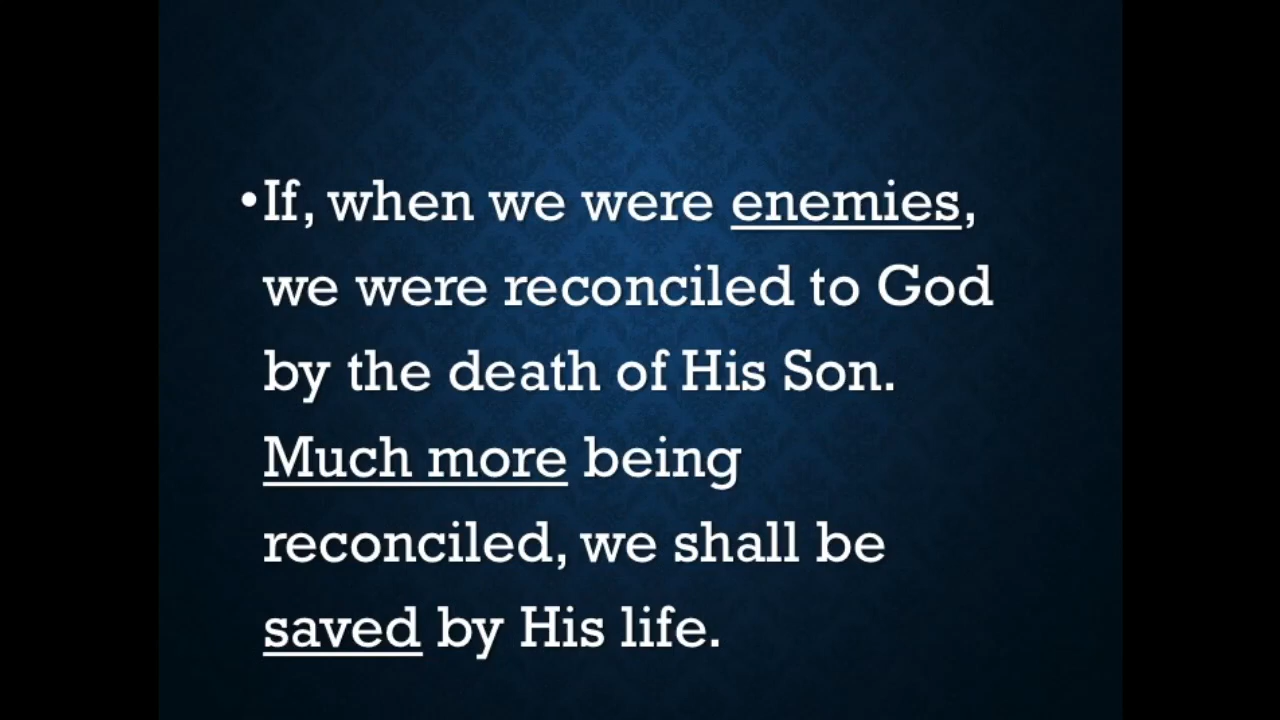 •If, when we were enemies,
we were reconciled to God
by the death of His Son.
Much more being
reconciled, we shall be
saved by His life.